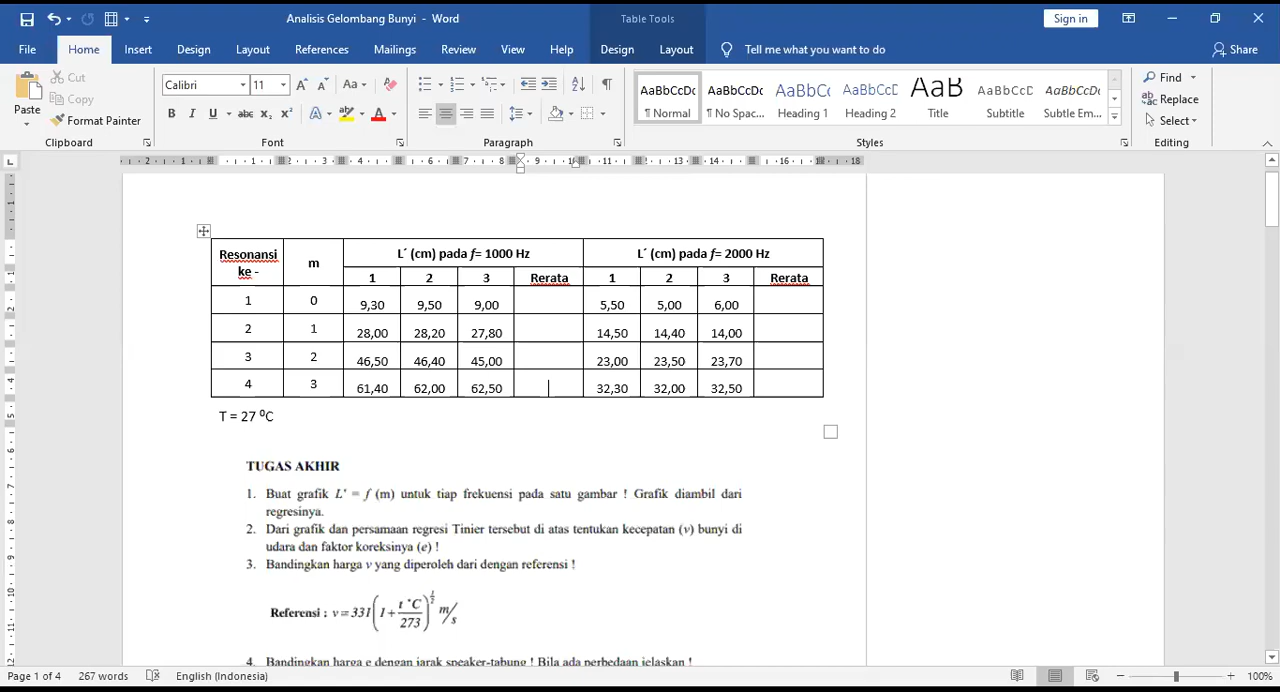 Analisis Gelombang Bunyi - Word
Table Tools
Sign in
File Home Insert Design Layout References Mailings Review View Help Design Layout Tell me what you want to do Share
Paste
Cut
Copy
Format Painter
Clipboard
Calibri 11
Font
Paragraph
AaBbCcDc ¶ Normal
AaBbCcDc ¶ No Spac...
AaBbCc Heading 1
AaBbCcD Heading 2
AaB Title
AaBbCcD Subtitle
AaBbCcD Subtle Em...
Styles
Find
Replace
Select
Editing
Resonansi ke - m L´ (cm) pada f= 1000 Hz L´ (cm) pada f= 2000 Hz
1 2 3 Rerata 1 2 3 Rerata
1 0 9,30 9,50 9,00 5,50 5,00 6,00
2 1 28,00 28,20 27,80 14,50 14,40 14,00
3 2 46,50 46,40 45,00 23,00 23,50 23,70
4 3 61,40 62,00 62,50 32,30 32,00 32,50
T = 27 ⁰C
TUGAS AKHIR
1. Buat grafik L' = f (m) untuk tiap frekuensi pada satu gambar ! Grafik diambil dari
regresinya.
2. Dari grafik dan persamaan regresi Tinier tersebut di atas tentukan kecepatan (v) bunyi di
udara dan faktor koreksinya (e) !
3. Bandingkan harga v yang diperoleh dari dengan referensi !
Referensi : v = 331(1 + t °C/273)^½ m/s
4. Bandingkan harga e dengan jarak speaker-tabung ! Bila ada perbedaan jelaskan !
Page 1 of 4 267 words English (Indonesia) 100%